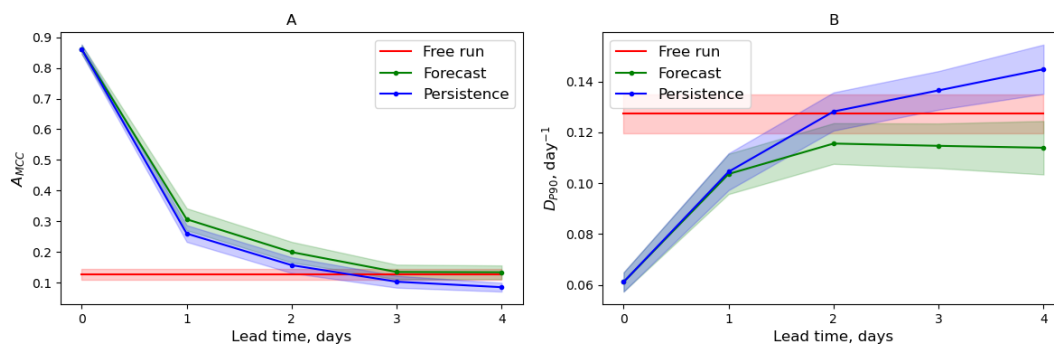 A
0.9
0.8
0.7
0.6
0.5
0.4
0.3
0.2
0.1
A_MCC
Free run
Forecast
Persistence
0 1 2 3 4
Lead time, days
B
0.14
0.12
0.10
0.08
0.06
D_P90, day⁻¹
Free run
Forecast
Persistence
0 1 2 3 4
Lead time, days